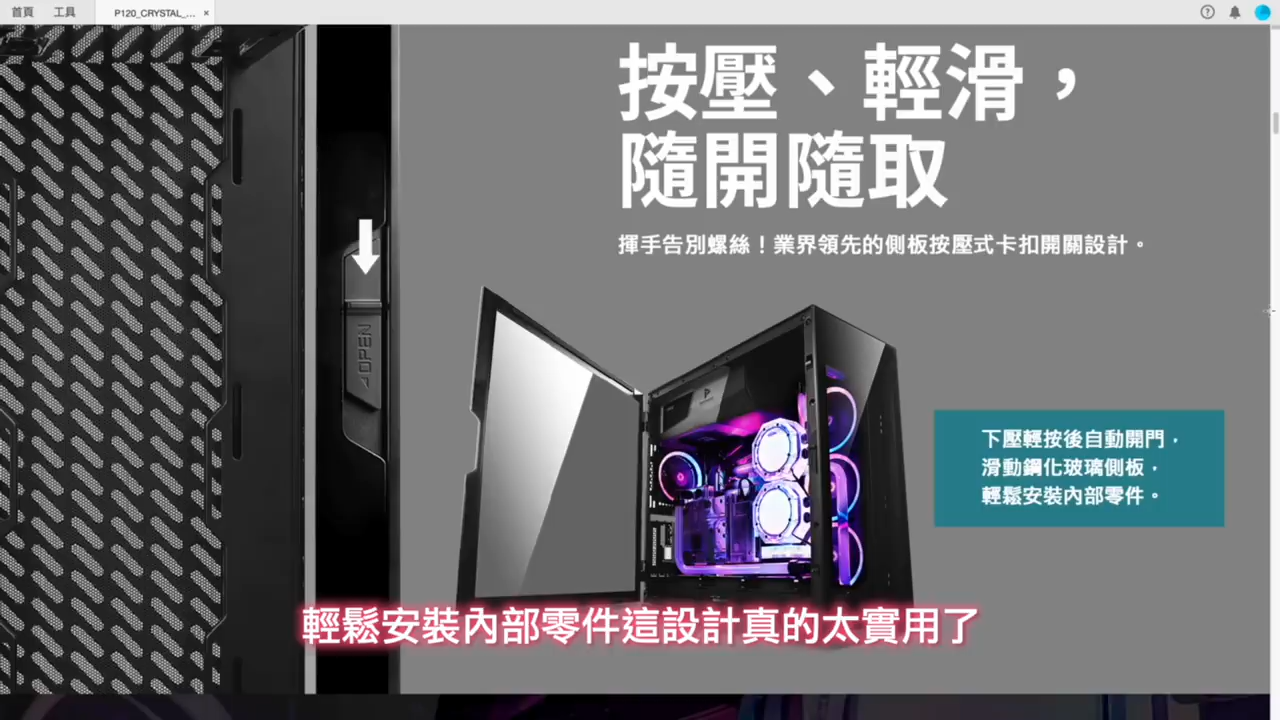 首頁 工具 P120_CRYSTAL_... ×
按壓、輕滑，
隨開隨取
揮手告別螺絲！業界領先的側板按壓式卡扣開關設計。
OPEN
下壓輕按後自動開門，
滑動鋼化玻璃側板，
輕鬆安裝內部零件。
輕鬆安裝內部零件這設計真的太實用了